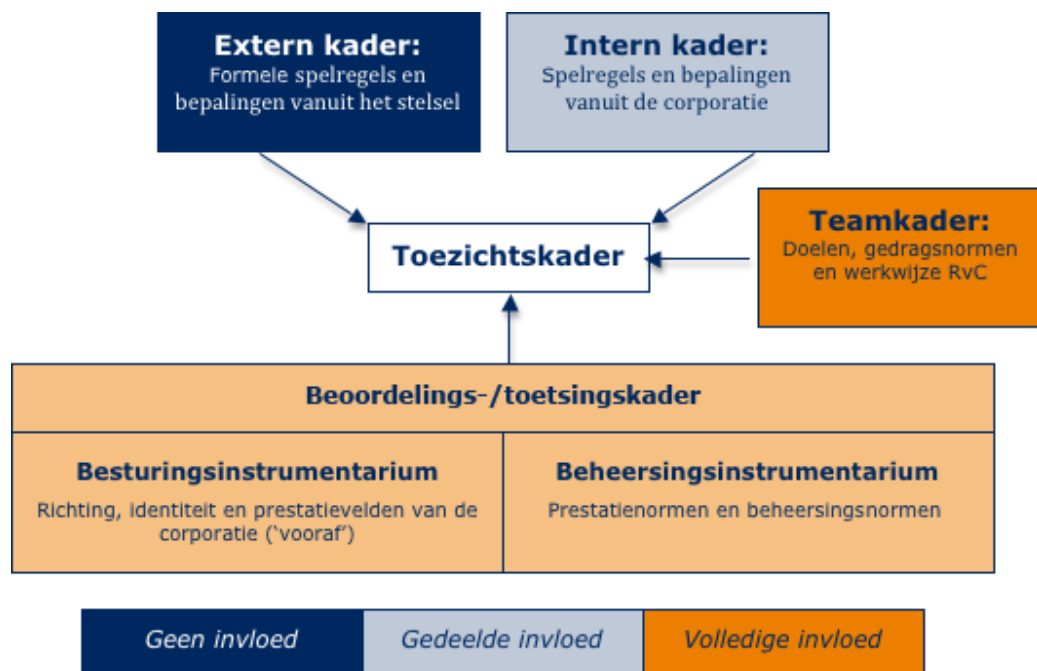 Extern kader:
Formele spelregels en
bepalingen vanuit het stelsel
Intern kader:
Spelregels en bepalingen
vanuit de corporatie
Teamkader:
Doelen, gedragsnormen
en werkwijze RvC
Toezichtskader
Beoordelings-/toetsingskader
Besturingsinstrumentarium
Richting, identiteit en prestatievelden van de
corporatie (‘vooraf’)
Beheersingsinstrumentarium
Prestatienormen en beheersingsnormen
Geen invloed
Gedeelde invloed
Volledige invloed